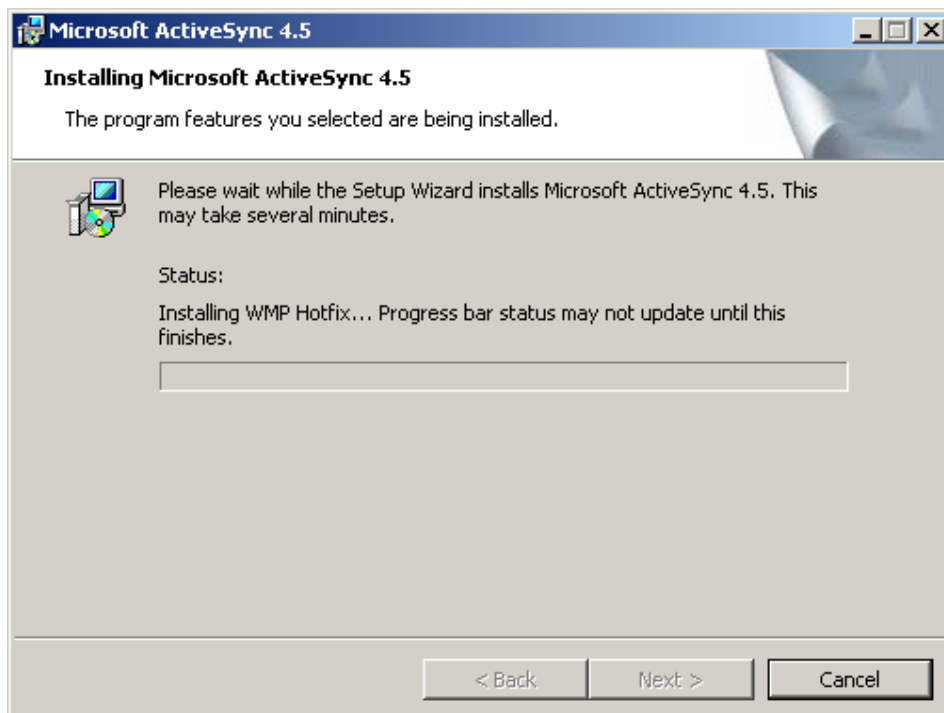 Microsoft ActiveSync 4.5
Installing Microsoft ActiveSync 4.5
The program features you selected are being installed.
Please wait while the Setup Wizard installs Microsoft ActiveSync 4.5. This
may take several minutes.
Status:
Installing WMP Hotfix... Progress bar status may not update until this
finishes.
< Back Next > Cancel